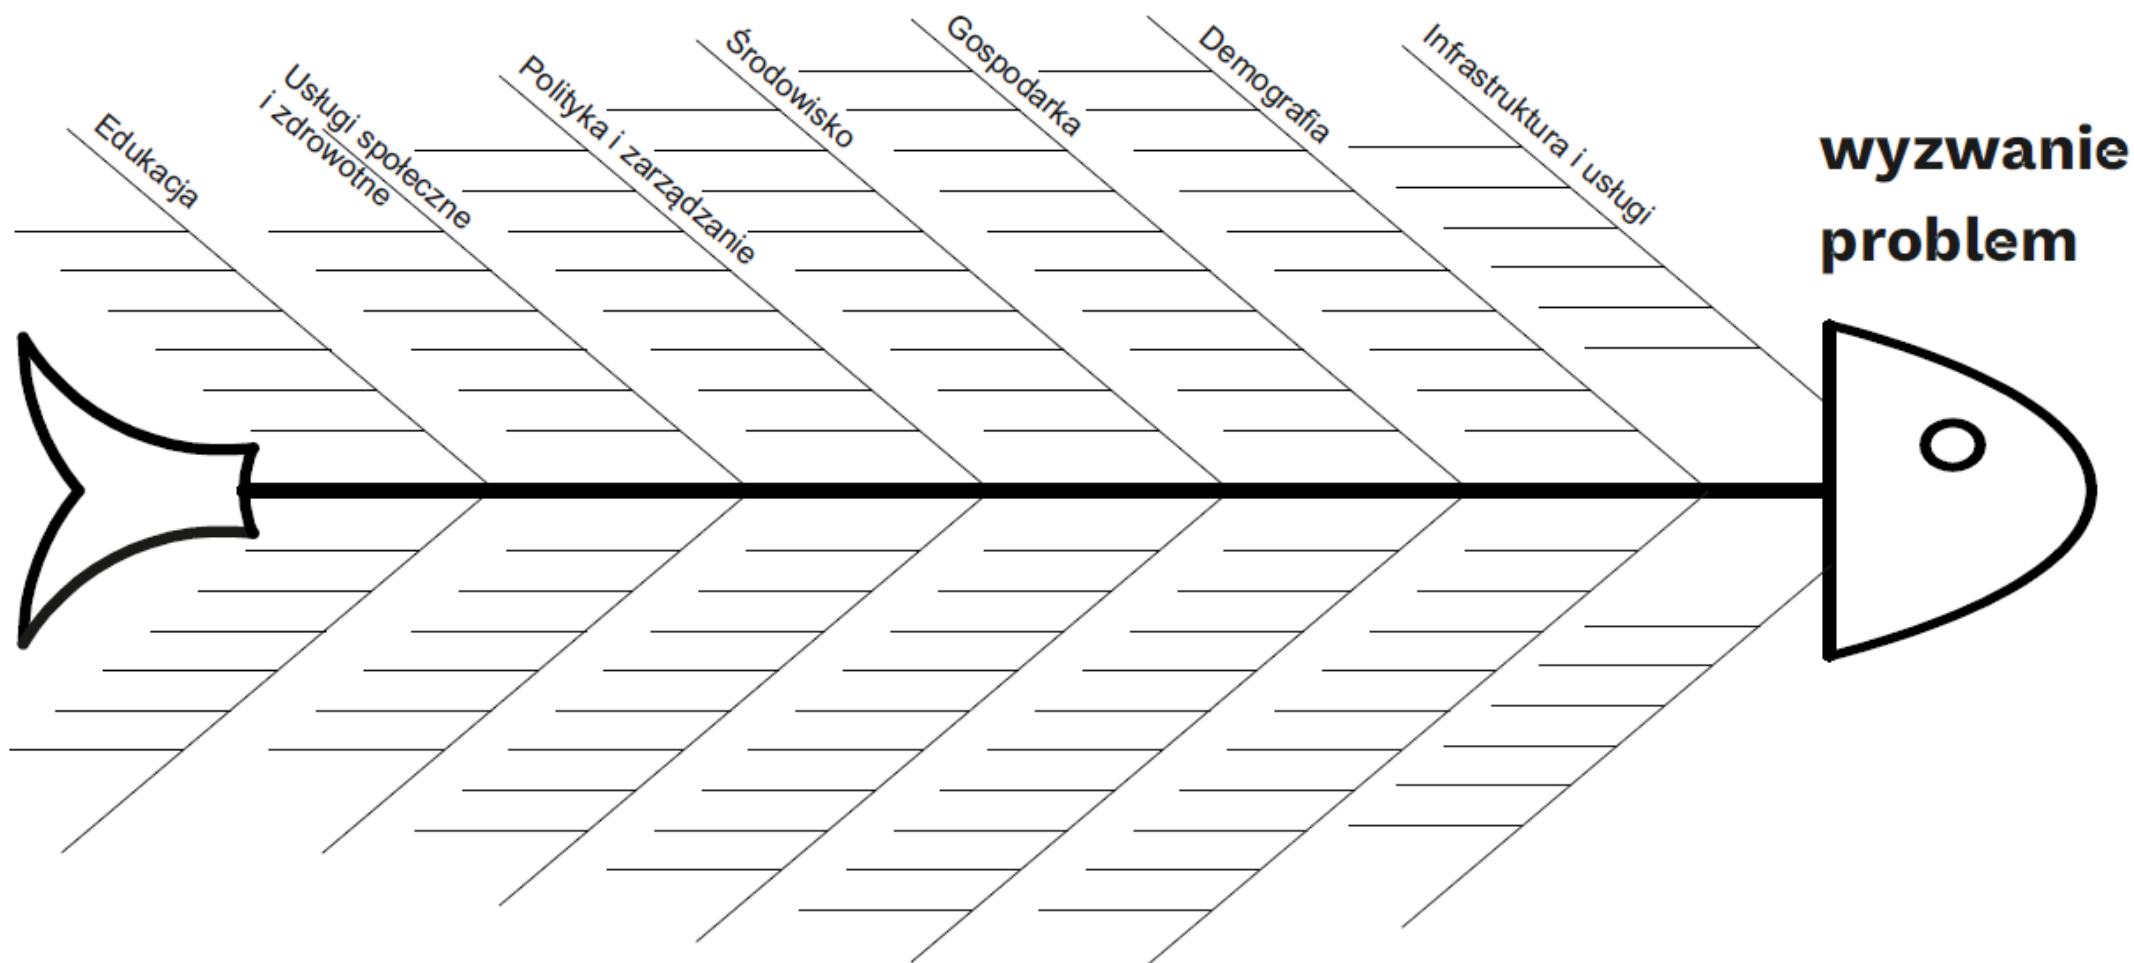 Edukacja
Usługi społeczne
i zdrowotne
Polityka i zarządzanie
Środowisko
Gospodarka
Demografia
Infrastruktura i usługi
wyzwanie
problem